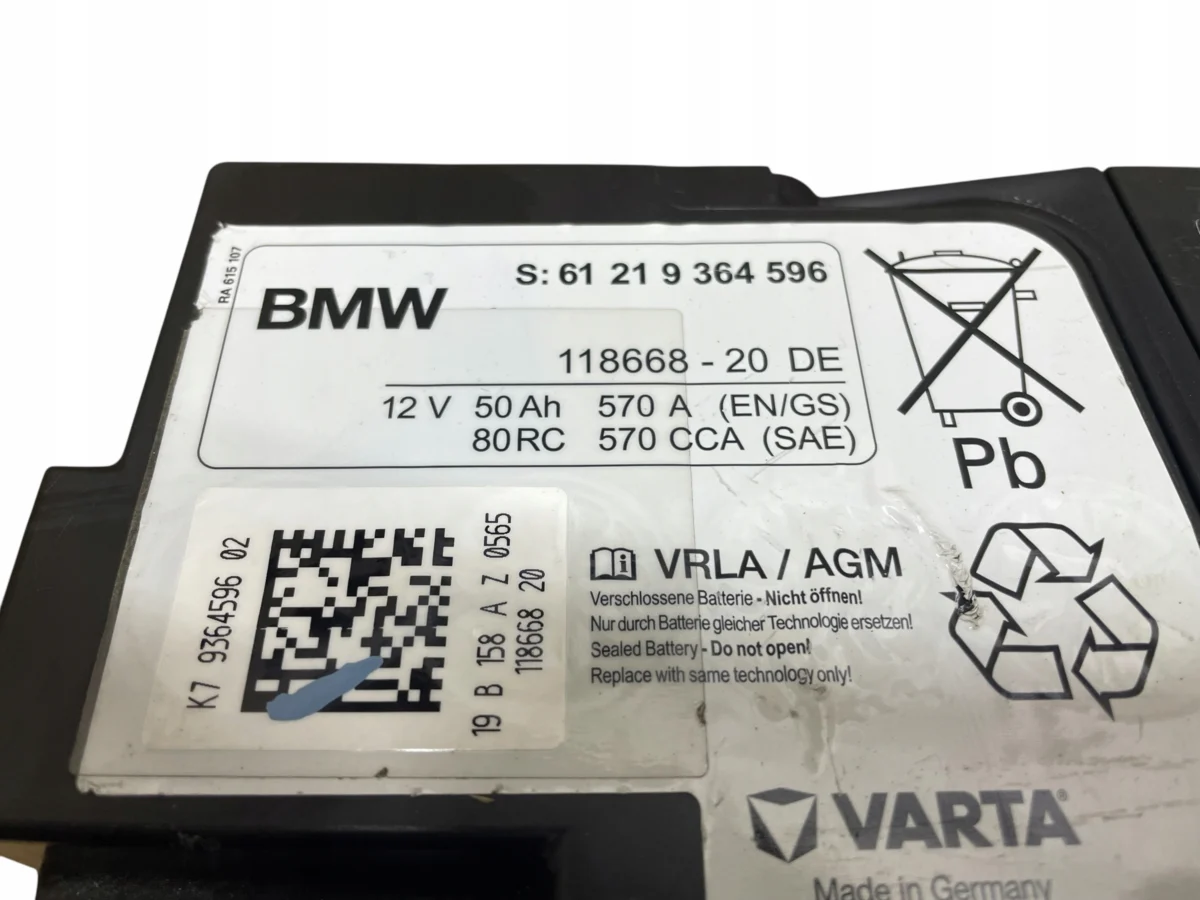 RA 615 107
S: 61 21 9 364 596
BMW
118668 - 20 DE
12 V 50 Ah 570 A (EN/GS)
80 RC 570 CCA (SAE)
Pb
K7 9364596 02
19 B 158 A Z 0565
118668 20
VRLA / AGM
Verschlossene Batterie - Nicht öffnen!
Nur durch Batterie gleicher Technologie ersetzen!
Sealed Battery - Do not open!
Replace with same technology only!
VARTA®
Made in Germany